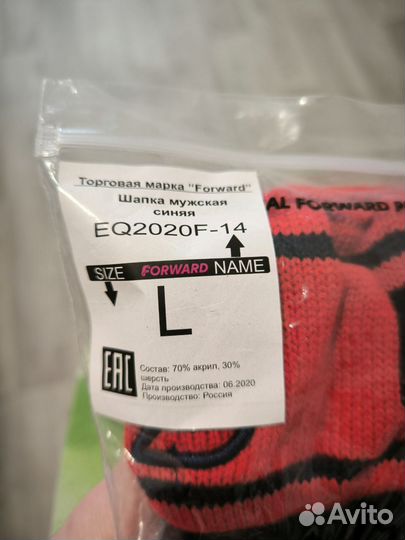 Торговая марка "Forward"
Шапка мужская
синяя
EQ2020F-14
SIZE FORWARD NAME
L
EAC
Состав: 70% акрил, 30%
шерсть
Дата производства: 06.2020
Производство: Россия
AL FORWARD
Avito